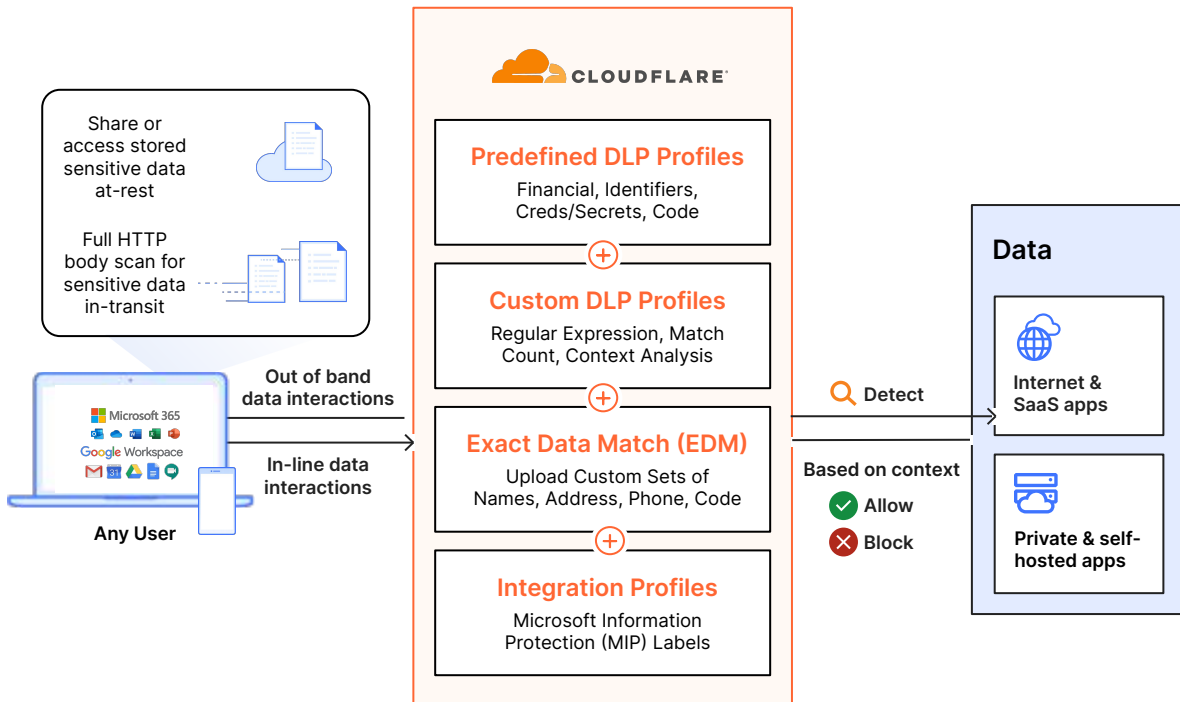 CLOUDFLARE
Share or
access stored
sensitive data
at-rest
Full HTTP
body scan for
sensitive data
in-transit
Microsoft 365
Google Workspace
31
Any User
Out of band
data interactions
In-line data
interactions
Predefined DLP Profiles
Financial, Identifiers,
Creds/Secrets, Code
Custom DLP Profiles
Regular Expression, Match
Count, Context Analysis
Exact Data Match (EDM)
Upload Custom Sets of
Names, Address, Phone, Code
Integration Profiles
Microsoft Information
Protection (MIP) Labels
Detect
Based on context
Allow
Block
Data
Internet &
SaaS apps
Private & self-
hosted apps